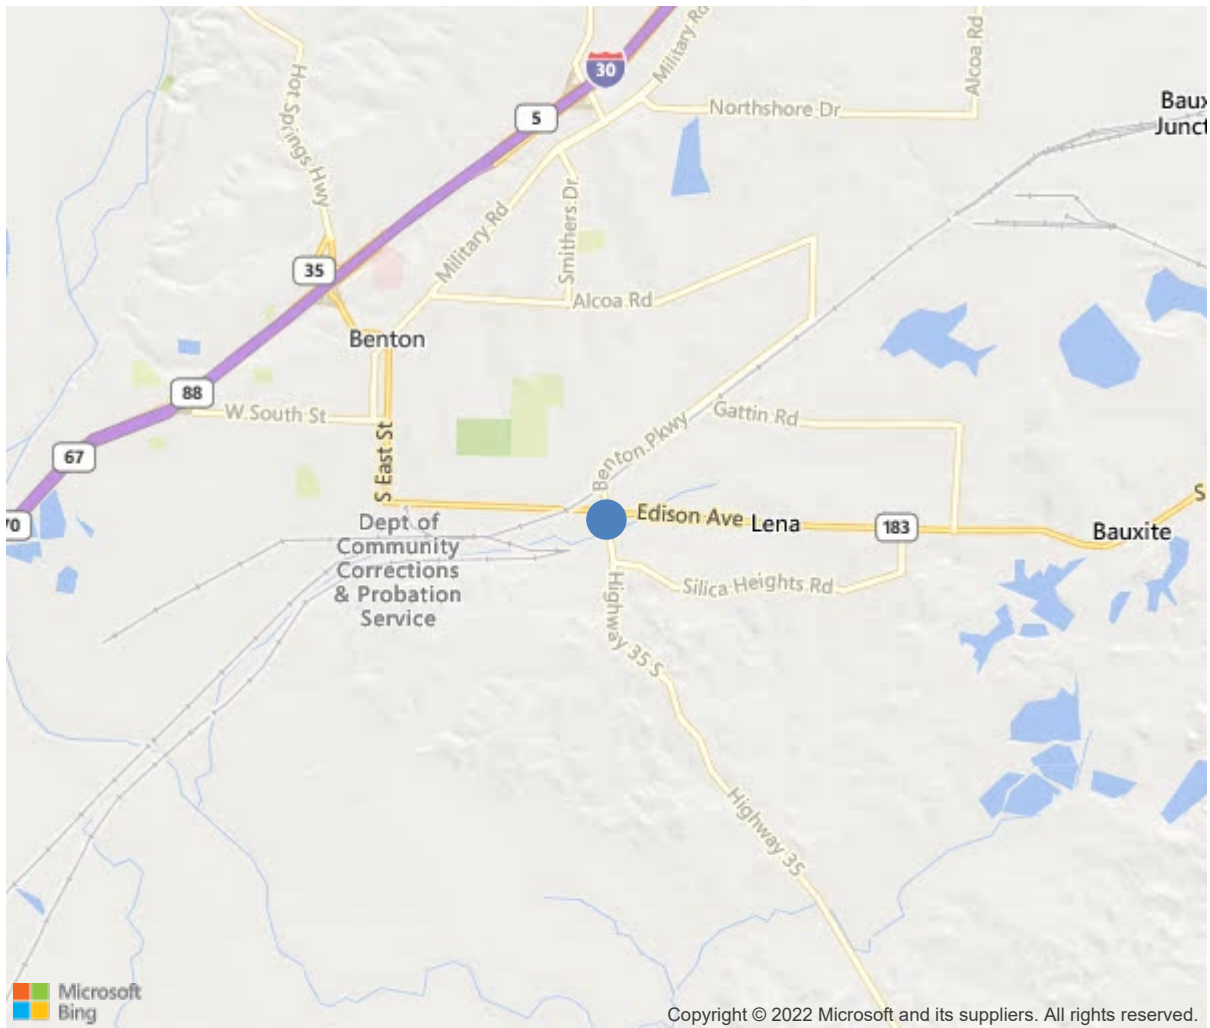 Military Rd
30
Alcoa Rd
5
Northshore Dr
Baux
Junct
Hot Springs Hwy
Smithers Dr
Military Rd
35
Alcoa Rd
Benton
88
W South St
Gattin Rd
Benton Pkwy
67
S East St
S
70
Dept of
Community
Corrections
& Probation
Service
Edison Ave
Lena
183
Bauxite
Silica Heights Rd
Highway 35 S
Highway 35
Microsoft
Bing
Copyright © 2022 Microsoft and its suppliers. All rights reserved.